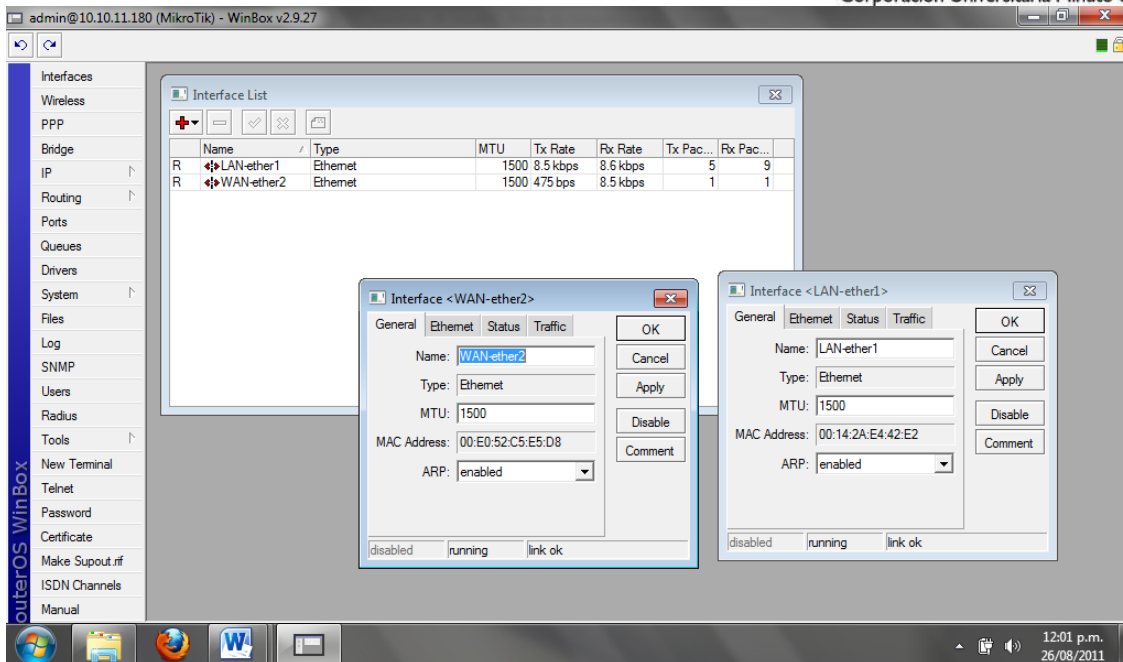 Corporación Universitaria Minuto
admin@10.10.11.180 (MikroTik) - WinBox v2.9.27
Interfaces
Wireless
PPP
Bridge
IP
Routing
Ports
Queues
Drivers
System
Files
Log
SNMP
Users
Radius
Tools
New Terminal
Telnet
Password
Certificate
Make Supout.rif
ISDN Channels
Manual
outerOS WinBox
Interface List
Name / Type MTU Tx Rate Rx Rate Tx Pac... Rx Pac...
R LAN-ether1 Ethernet 1500 8.5 kbps 8.6 kbps 5 9
R WAN-ether2 Ethernet 1500 475 bps 8.5 kbps 1 1
Interface <WAN-ether2>
General Ethernet Status Traffic
Name: WAN-ether2
Type: Ethernet
MTU: 1500
MAC Address: 00:E0:52:C5:E5:D8
ARP: enabled
OK
Cancel
Apply
Disable
Comment
disabled running link ok
Interface <LAN-ether1>
General Ethernet Status Traffic
Name: LAN-ether1
Type: Ethernet
MTU: 1500
MAC Address: 00:14:2A:E4:42:E2
ARP: enabled
OK
Cancel
Apply
Disable
Comment
disabled running link ok
W
12:01 p.m.
26/08/2011